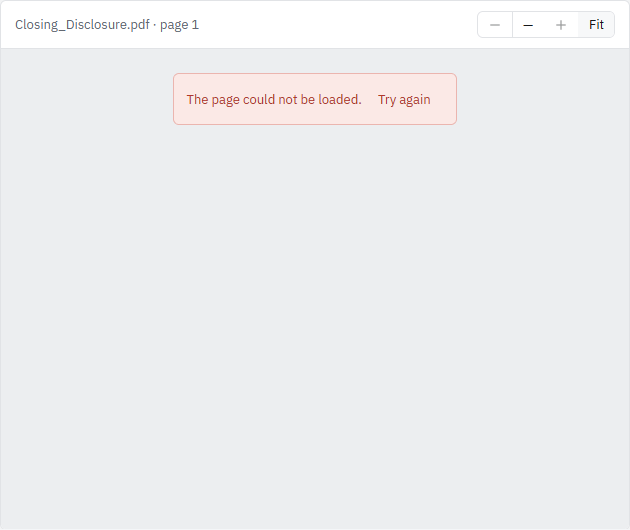 Closing_Disclosure.pdf · page 1
– – + Fit
The page could not be loaded. Try again